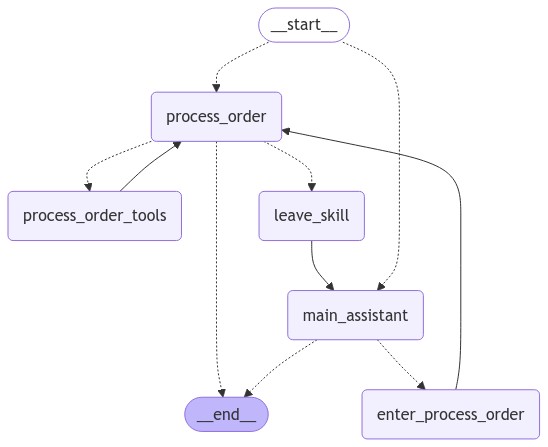 __start__
process_order
process_order_tools
leave_skill
main_assistant
__end__
enter_process_order